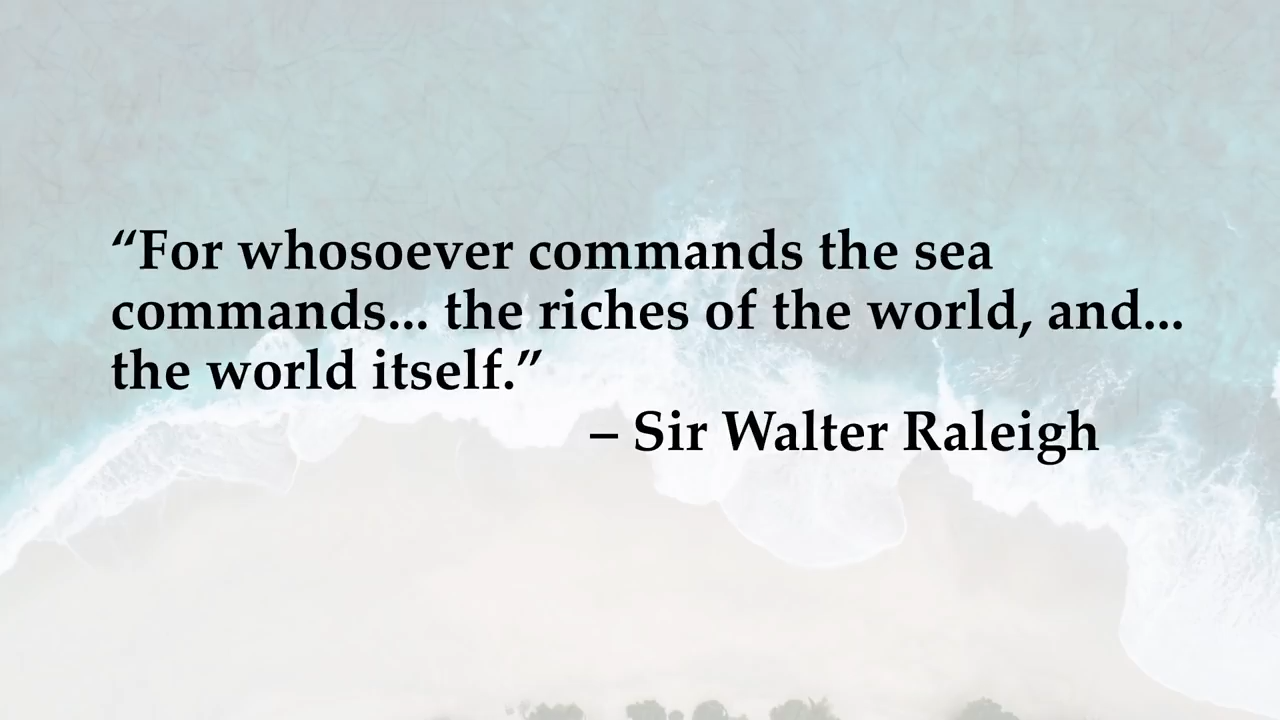 “For whosoever commands the sea
commands... the riches of the world, and...
the world itself.”
– Sir Walter Raleigh